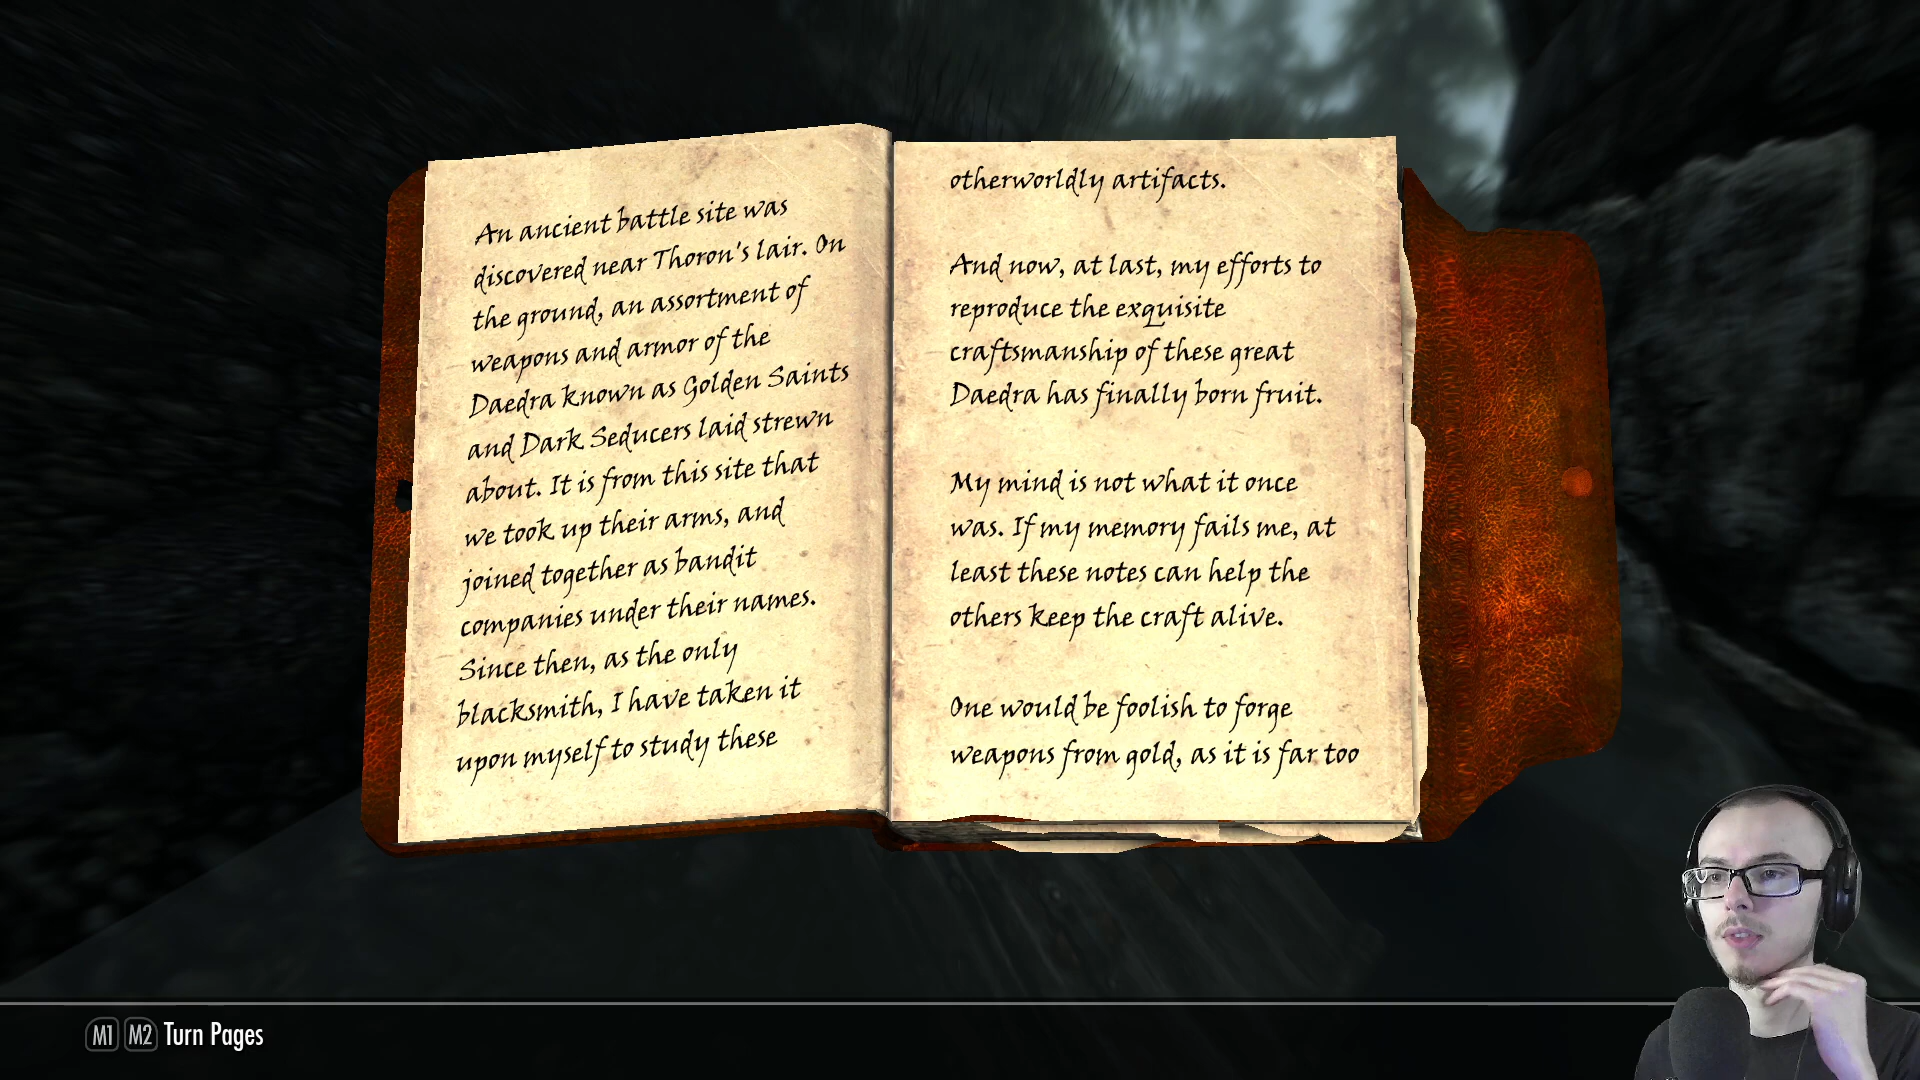 An ancient battle site was
discovered near Thoron's lair. On
the ground, an assortment of
weapons and armor of the
Daedra known as Golden Saints
and Dark Seducers laid strewn
about. It is from this site that
we took up their arms, and
joined together as bandit
companies under their names.
Since then, as the only
blacksmith, I have taken it
upon myself to study these
otherworldly artifacts.
And now, at last, my efforts to
reproduce the exquisite
craftsmanship of these great
Daedra has finally born fruit.
My mind is not what it once
was. If my memory fails me, at
least these notes can help the
others keep the craft alive.
One would be foolish to forge
weapons from gold, as it is far too
M1 M2 Turn Pages